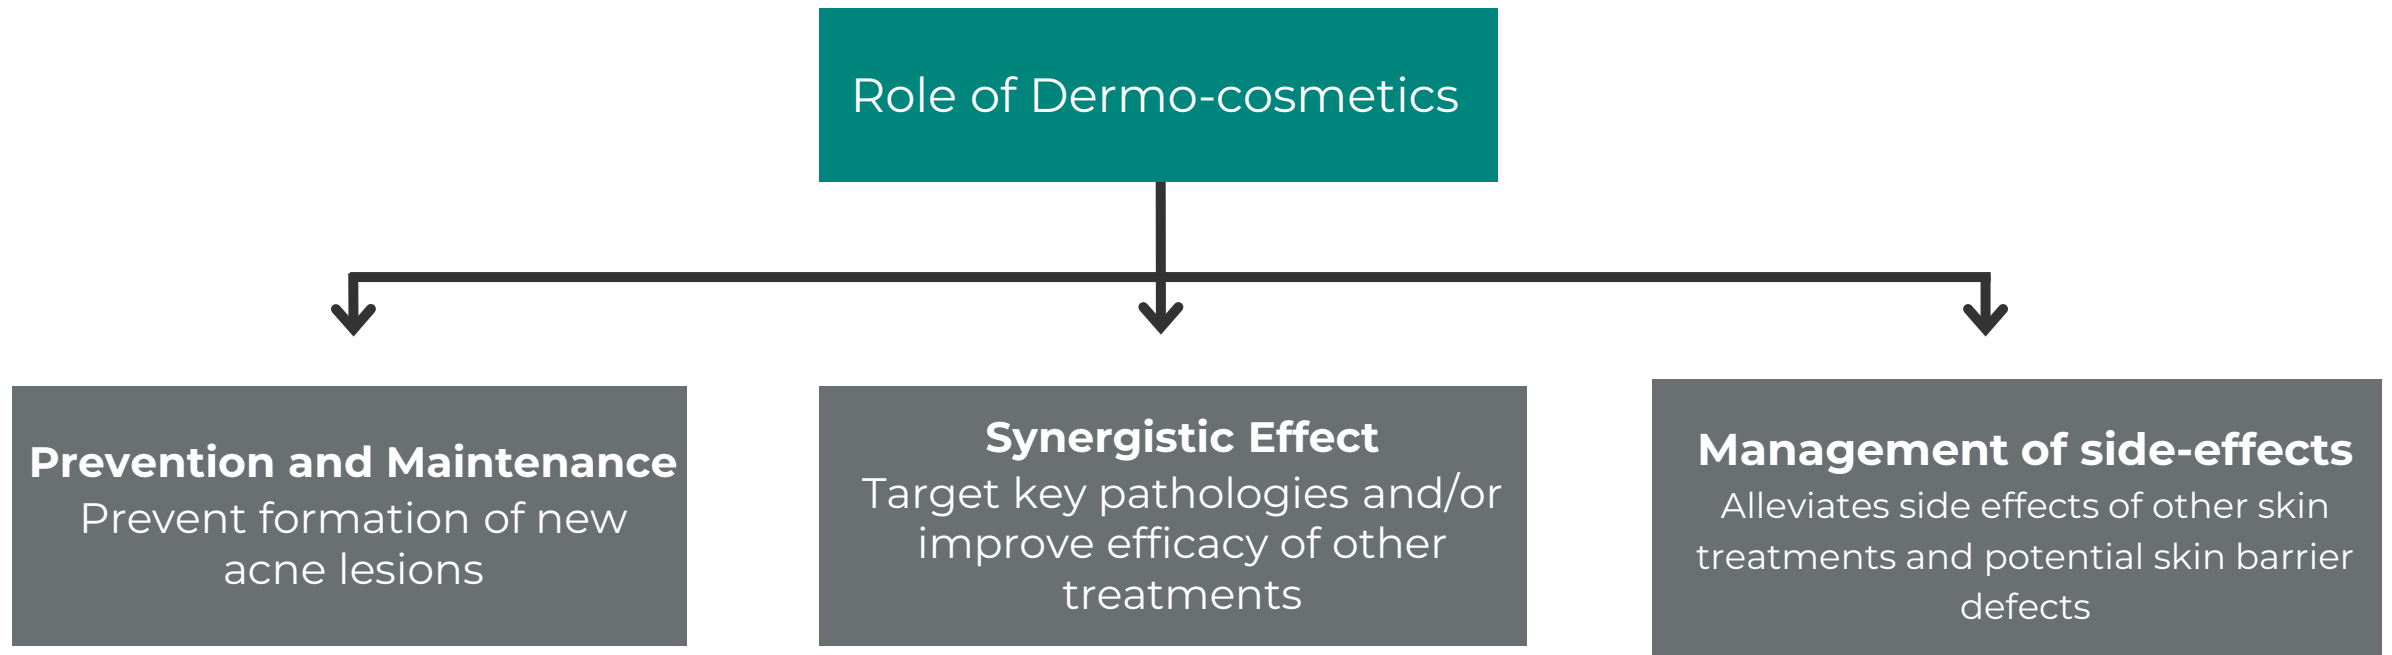 Role of Dermo-cosmetics
Prevention and Maintenance
Prevent formation of new
acne lesions
Synergistic Effect
Target key pathologies and/or
improve efficacy of other
treatments
Management of side-effects
Alleviates side effects of other skin
treatments and potential skin barrier
defects